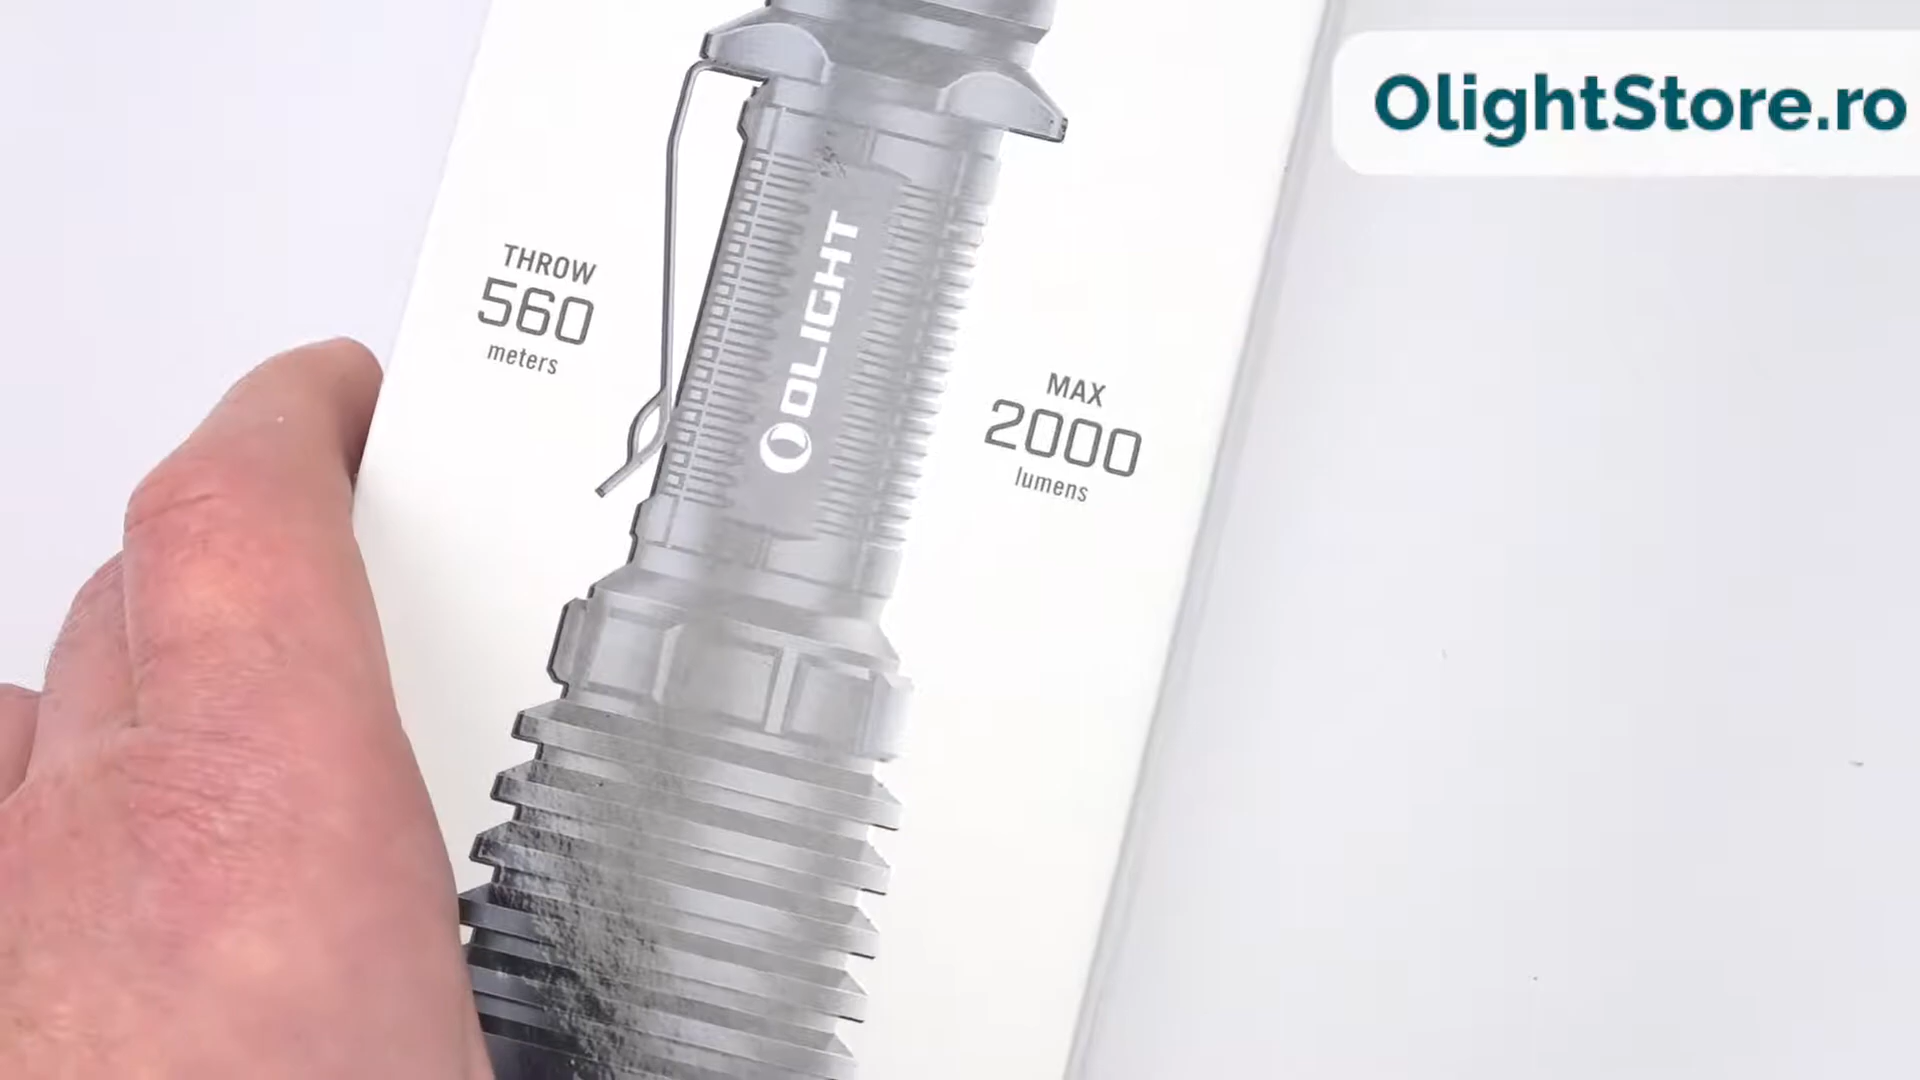 OlightStore.ro
THROW
560
meters
OLIGHT
MAX
2000
lumens